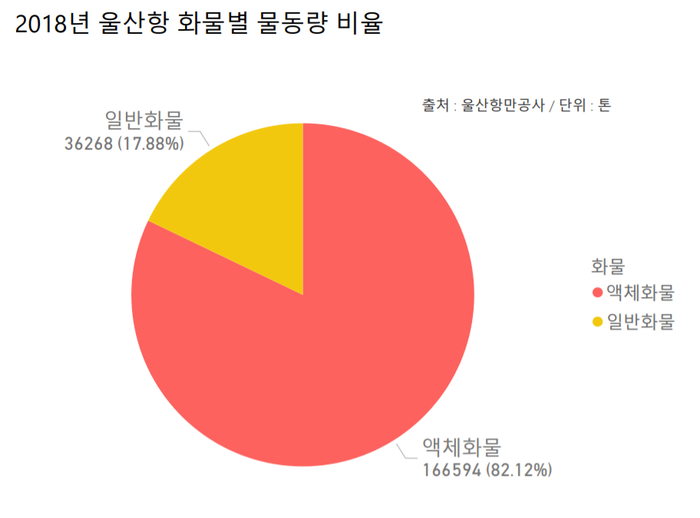 2018년 울산항 화물별 물동량 비율
출처 : 울산항만공사 / 단위 : 톤
일반화물
36268 (17.88%)
화물
액체화물
일반화물
액체화물
166594 (82.12%)